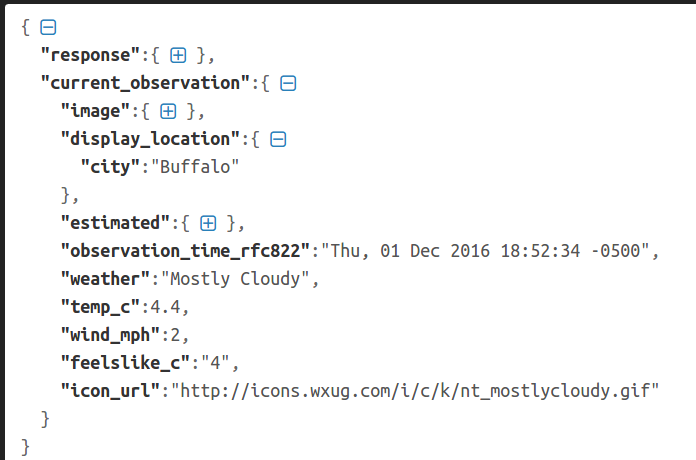 { ⊟
"response":{ ⊞ },
"current_observation":{ ⊟
"image":{ ⊞ },
"display_location":{ ⊟
"city":"Buffalo"
},
"estimated":{ ⊞ },
"observation_time_rfc822":"Thu, 01 Dec 2016 18:52:34 -0500",
"weather":"Mostly Cloudy",
"temp_c":4.4,
"wind_mph":2,
"feelslike_c":"4",
"icon_url":"http://icons.wxug.com/i/c/k/nt_mostlycloudy.gif"
}
}